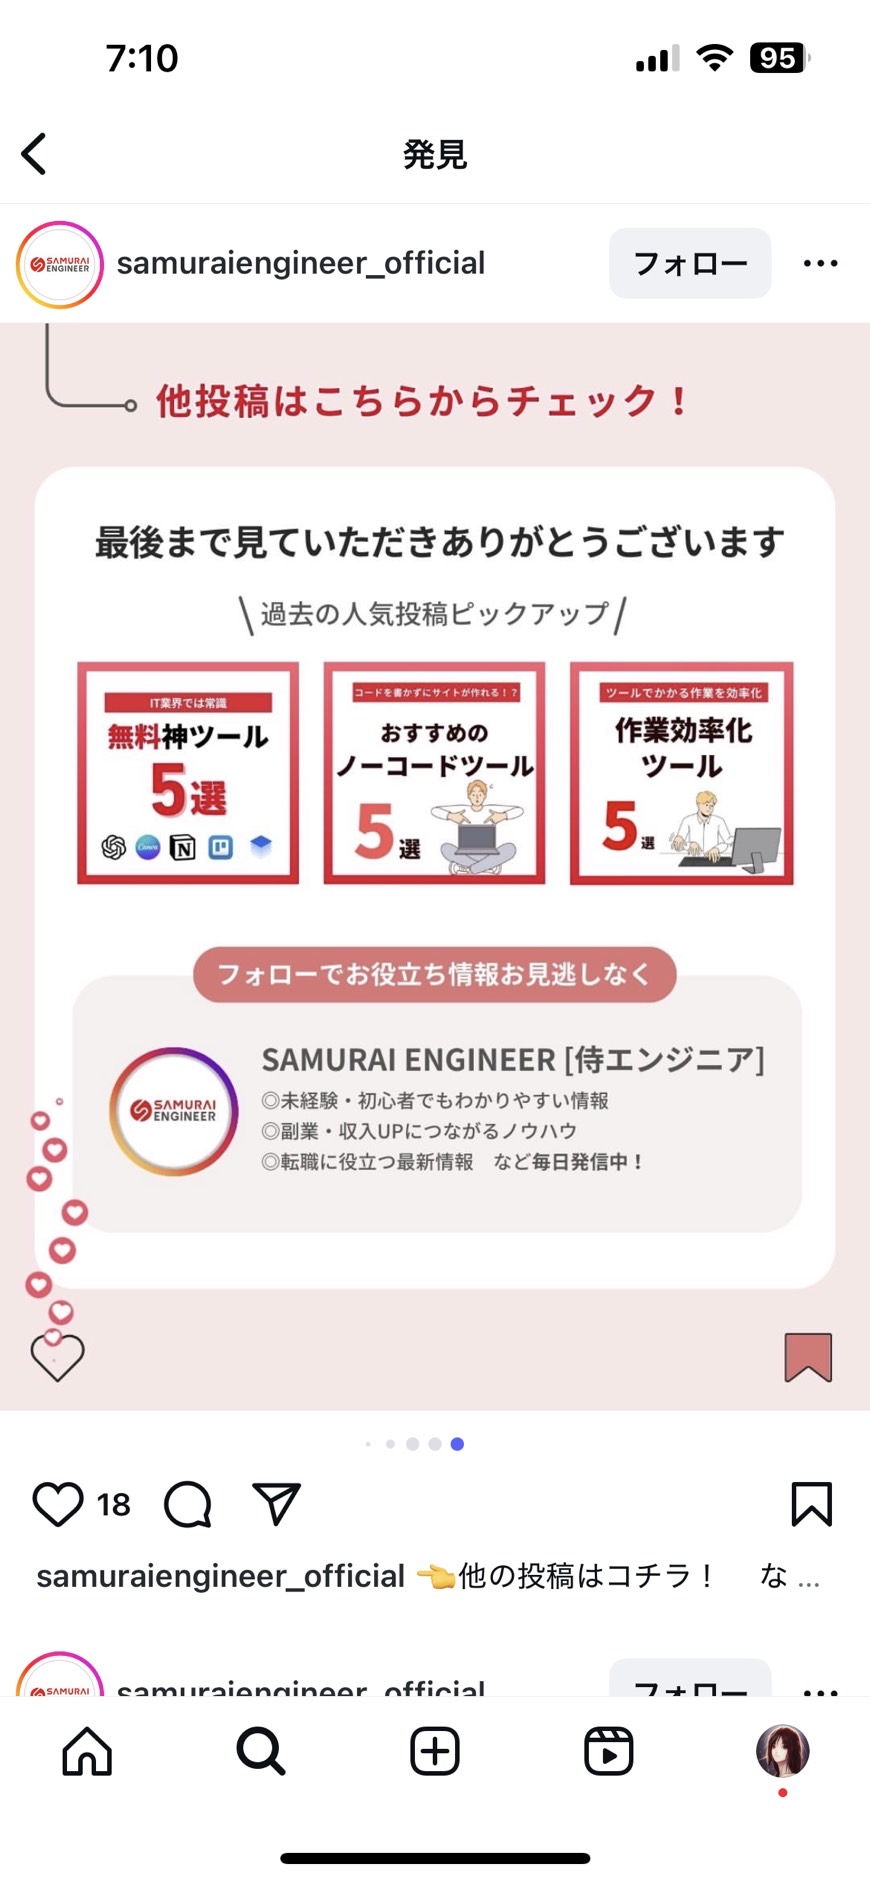 7:10
95
発見
SAMURAI
ENGINEER
samuraiengineer_official
フォロー
他投稿はこちらからチェック！
最後まで見ていただきありがとうございます
過去の人気投稿ピックアップ
IT業界では常識
無料神ツール
5選
Canva
N
コードを書かずにサイトが作れる！？
おすすめの
ノーコードツール
5選
ツールでかかる作業を効率化
作業効率化
ツール
5選
フォローでお役立ち情報お見逃しなく
SAMURAI
ENGINEER
SAMURAI ENGINEER [侍エンジニア]
◎未経験・初心者でもわかりやすい情報
◎副業・収入UPにつながるノウハウ
◎転職に役立つ最新情報　など毎日発信中！
18
samuraiengineer_official 👈他の投稿はコチラ！　な ...
SAMURAI
samuraiengineer_official
フォロー